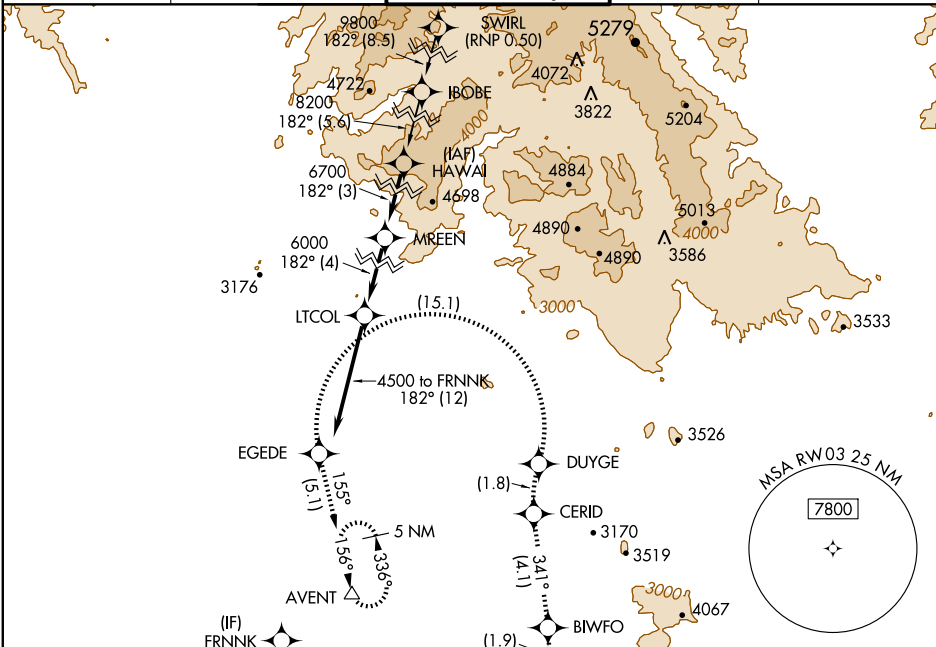 9800
182° (8.5)
SWIRL
(RNP 0.50)
5279
4072
4722
IBOBE
3822
8200
182° (5.6)
4000
5204
(IAF)
HAWAI
6700
182° (3)
4884
4698
5013
4890
4000
MREEN
3586
6000
182° (4)
4890
3176
3000
(15.1)
LTCOL
3533
4500 to FRNNK
182° (12)
3526
EGEDE
DUYGE
MSA RW03 25 NM
155°
(5.1)
(1.8)
7800
CERID
5 NM
3170
156°
336°
3519
341°
(4.1)
AVENT
3000
4067
(IF)
FRNNK
BIWFO
(1.9)